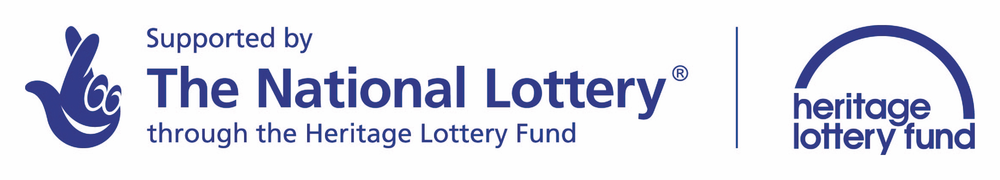 Supported by
The National Lottery®
through the Heritage Lottery Fund
heritage
lottery fund